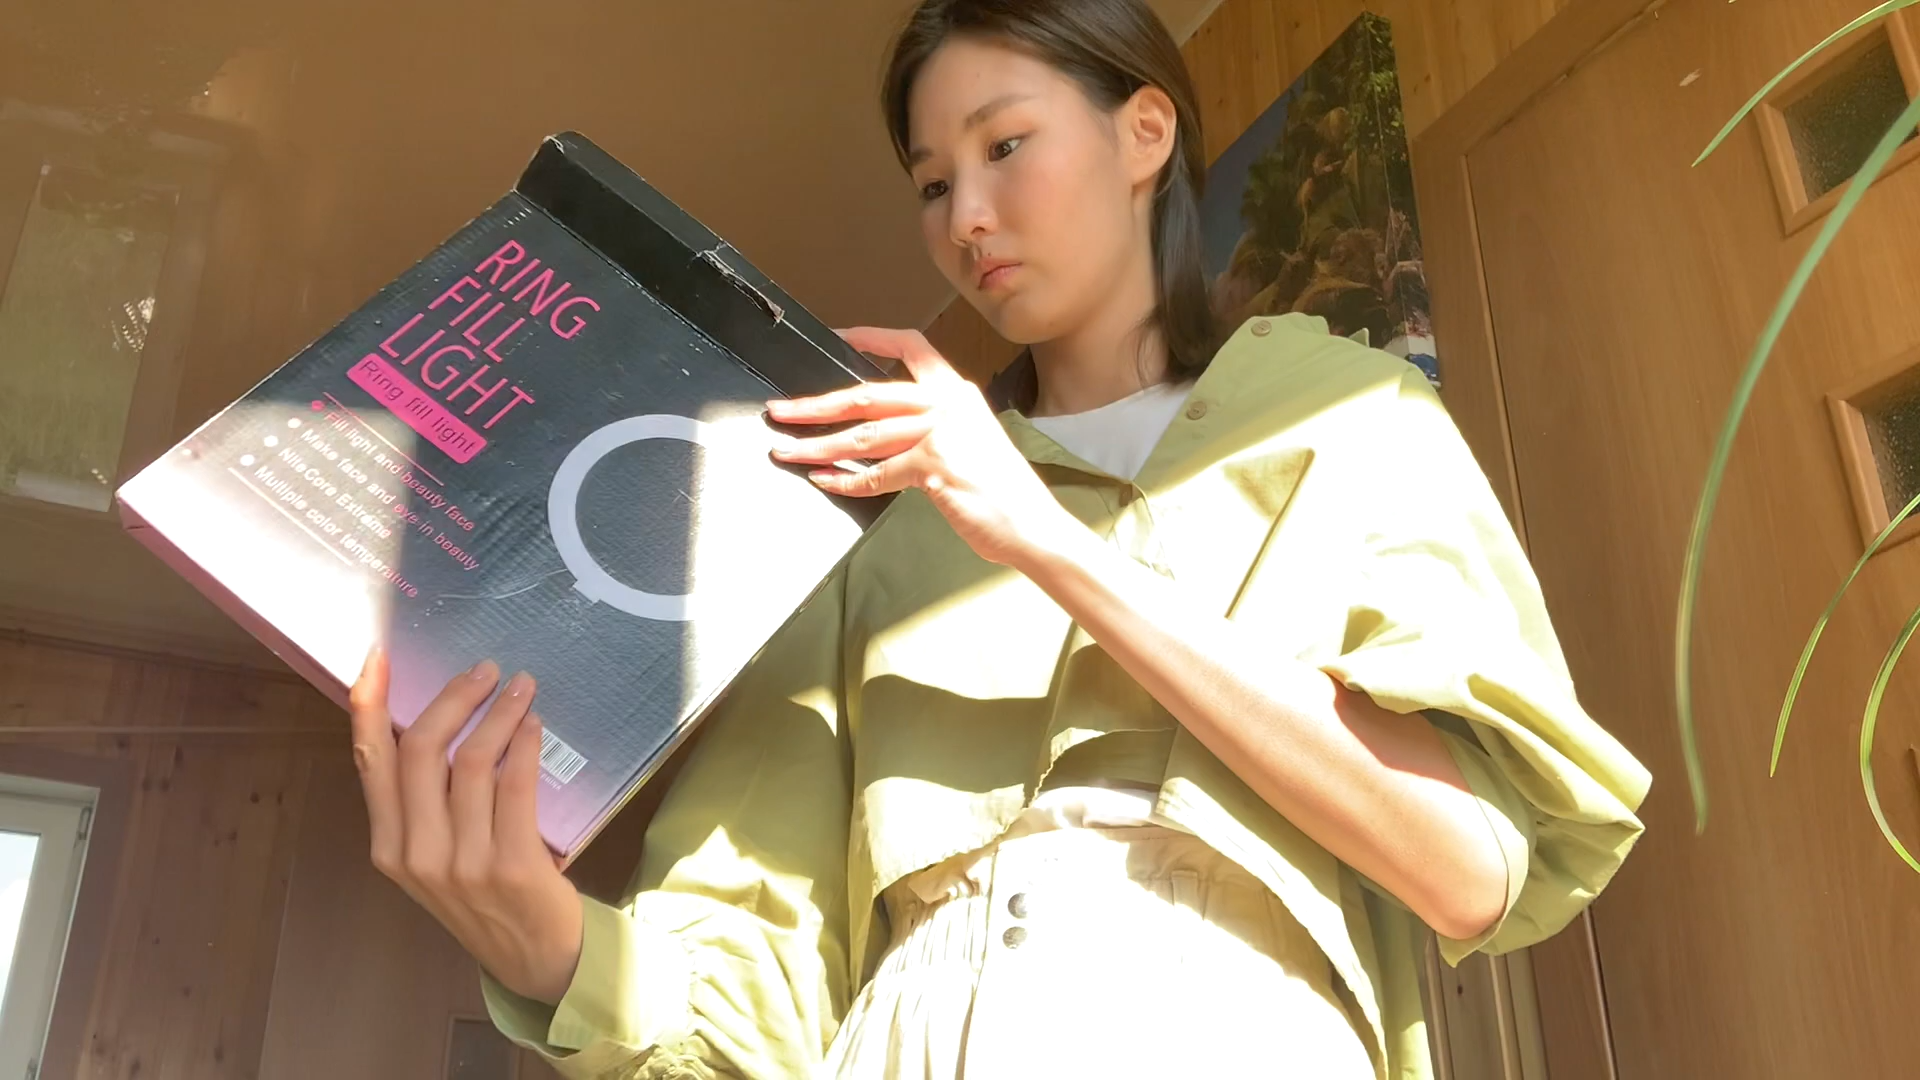 RING
FILL
LIGHT
Ring fill light
Fill light and beauty face
Make face and eye in beauty
NiteCore Extreme
Multiple color temperature